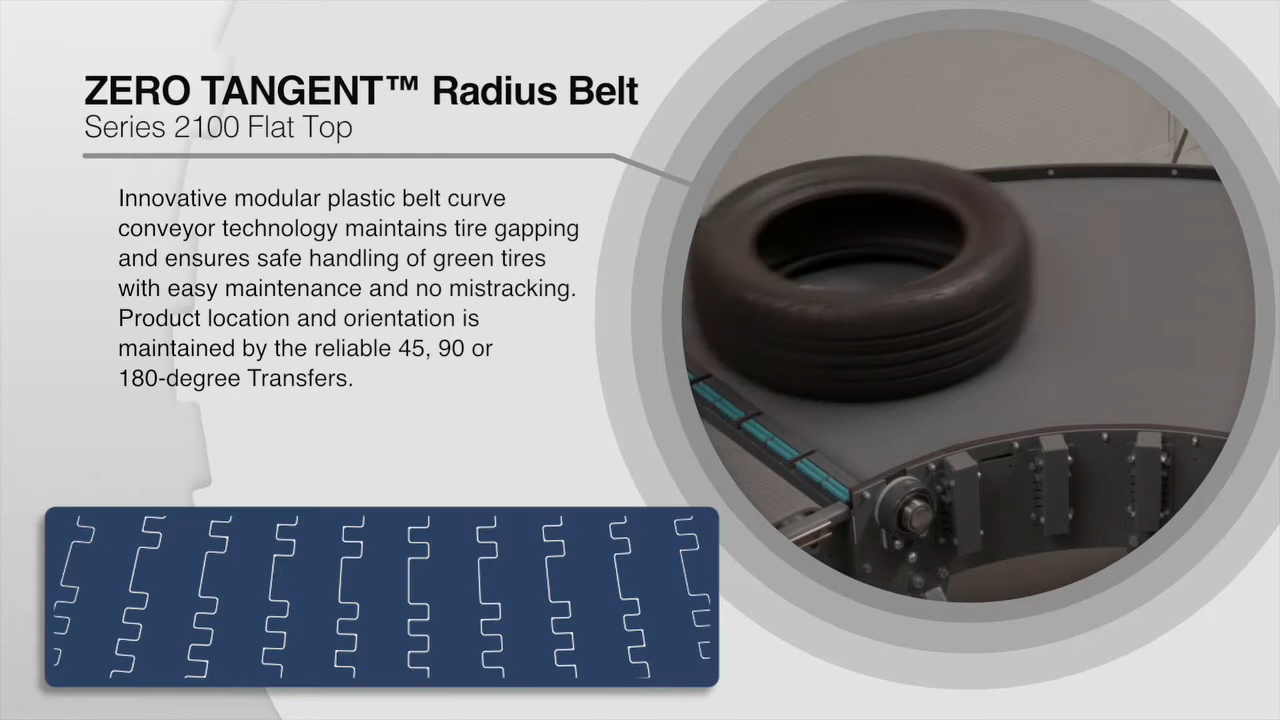 ZERO TANGENT™ Radius Belt
Series 2100 Flat Top
Innovative modular plastic belt curve
conveyor technology maintains tire gapping
and ensures safe handling of green tires
with easy maintenance and no mistracking.
Product location and orientation is
maintained by the reliable 45, 90 or
180-degree Transfers.